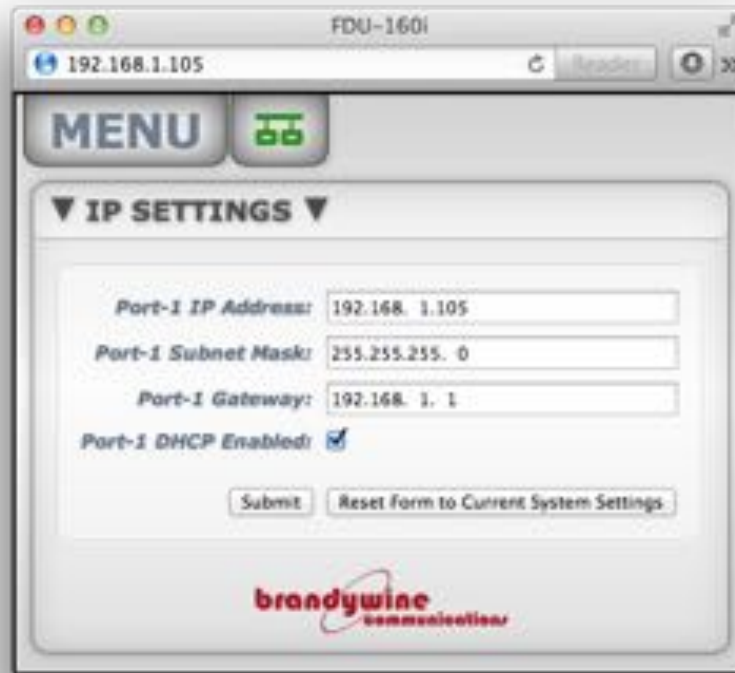 FDU-160i
192.168.1.105
Reader
MENU
▼ IP SETTINGS ▼
Port-1 IP Address: 192.168. 1.105
Port-1 Subnet Mask: 255.255.255. 0
Port-1 Gateway: 192.168. 1. 1
Port-1 DHCP Enabled:
Submit Reset Form to Current System Settings
brandywine
communications